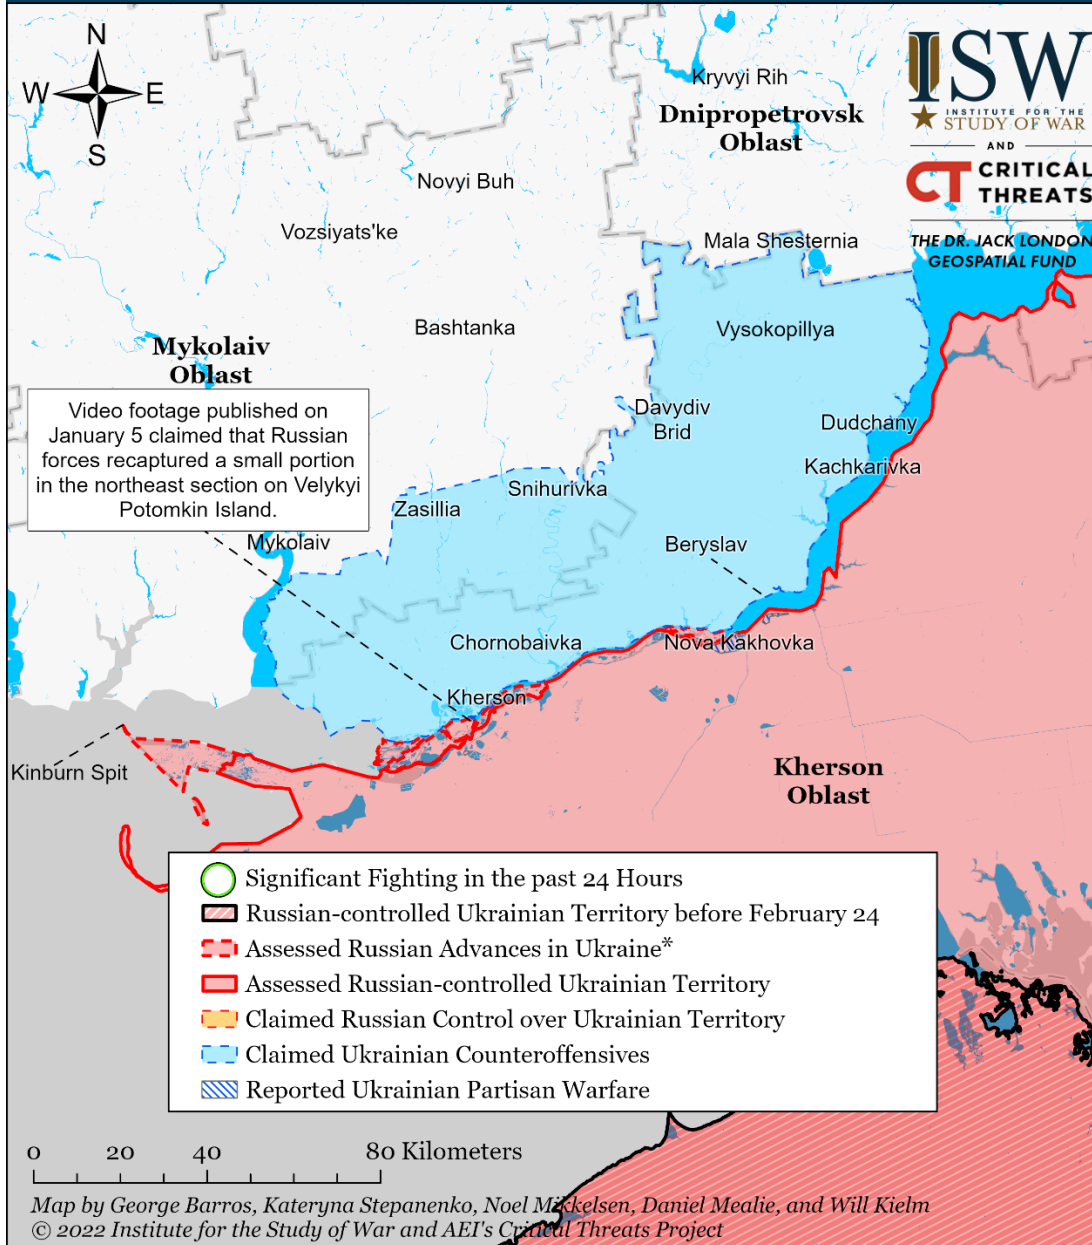 N
W
E
S
ISW
INSTITUTE FOR THE
STUDY OF WAR
AND
CT CRITICAL
THREATS
THE DR. JACK LONDON
GEOSPATIAL FUND
Kryvyi Rih
Dnipropetrovsk
Oblast
Novyi Buh
Vozsiyats'ke
Mala Shesternia
Bashtanka
Vysokopillya
Mykolaiv
Oblast
Video footage published on
January 5 claimed that Russian
forces recaptured a small portion
in the northeast section on Velykyi
Potomkin Island.
Davydiv
Brid
Dudchany
Kachkarivka
Snihurivka
Zasillia
Mykolaiv
Beryslav
Chornobaivka
Nova Kakhovka
Kherson
Kinburn Spit
Kherson
Oblast
Significant Fighting in the past 24 Hours
Russian-controlled Ukrainian Territory before February 24
Assessed Russian Advances in Ukraine*
Assessed Russian-controlled Ukrainian Territory
Claimed Russian Control over Ukrainian Territory
Claimed Ukrainian Counteroffensives
Reported Ukrainian Partisan Warfare
0 20 40 80 Kilometers
Map by George Barros, Kateryna Stepanenko, Noel Mikkelsen, Daniel Mealie, and Will Kielm
© 2022 Institute for the Study of War and AEI's Critical Threats Project